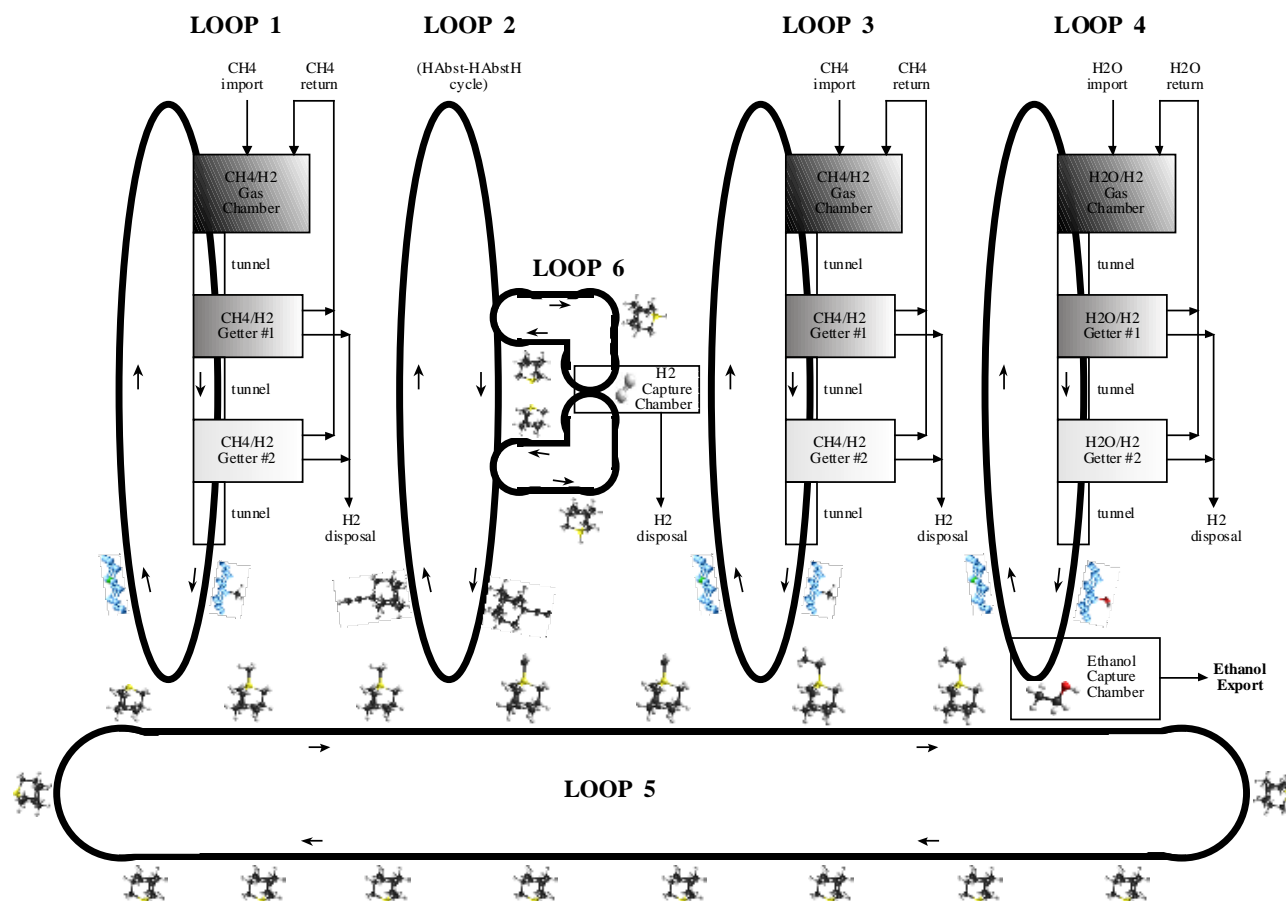 LOOP 1
LOOP 2
LOOP 3
LOOP 4
CH4
import
CH4
return
(HAbst-HAbstH
cycle)
CH4
import
CH4
return
H2O
import
H2O
return
CH4/H2
Gas
Chamber
CH4/H2
Gas
Chamber
H2O/H2
Gas
Chamber
tunnel
LOOP 6
tunnel
tunnel
CH4/H2
Getter #1
CH4/H2
Getter #1
H2O/H2
Getter #1
tunnel
H2
Capture
Chamber
tunnel
tunnel
CH4/H2
Getter #2
CH4/H2
Getter #2
H2O/H2
Getter #2
tunnel
H2
disposal
H2
disposal
tunnel
H2
disposal
tunnel
H2
disposal
Ethanol
Capture
Chamber
Ethanol
Export
LOOP 5